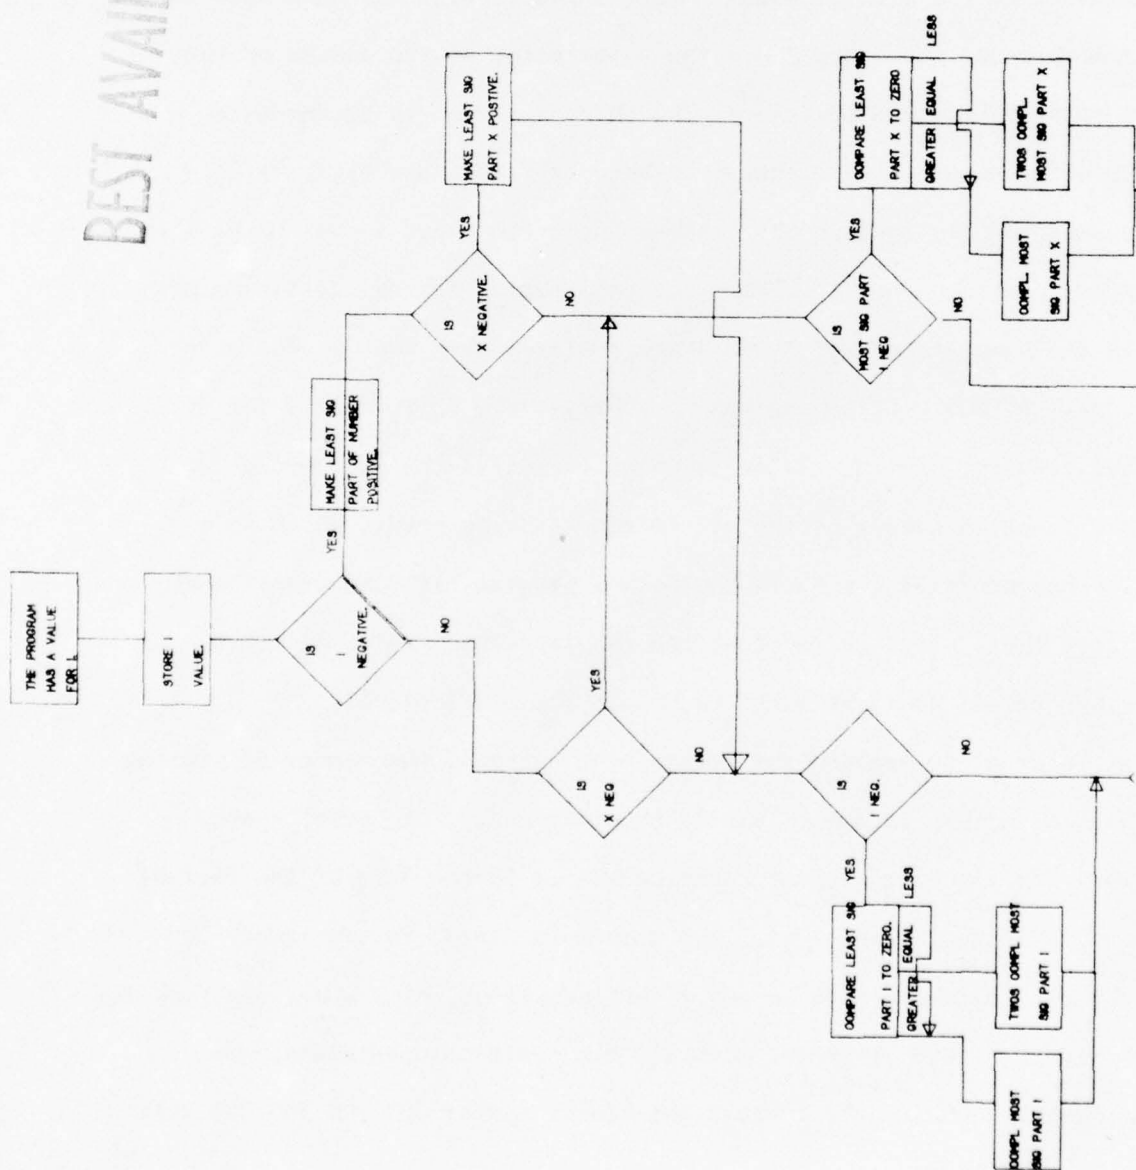 BEST AVAIL
THE PROGRAM
HAS A VALUE
FOR I.
STORE I
VALUE.
IS
I
NEGATIVE.
YES
NO
MAKE LEAST SIG
PART OF NUMBER
POSITIVE.
IS
X NEGATIVE.
YES
NO
MAKE LEAST SIG
PART X POSTIVE.
IS
X NEG
YES
NO
IS
MOST SIG PART
I NEG
YES
NO
COMPARE LEAST SIG
PART X TO ZERO
GREATER EQUAL LESS
COMPL MOST
SIG PART X
TWOS COMPL.
MOST SIG PART X
IS
I NEG.
YES
NO
COMPARE LEAST SIG
PART I TO ZERO.
GREATER EQUAL LESS
COMPL MOST
SIG PART I
TWOS COMPL MOST
SIG PART I